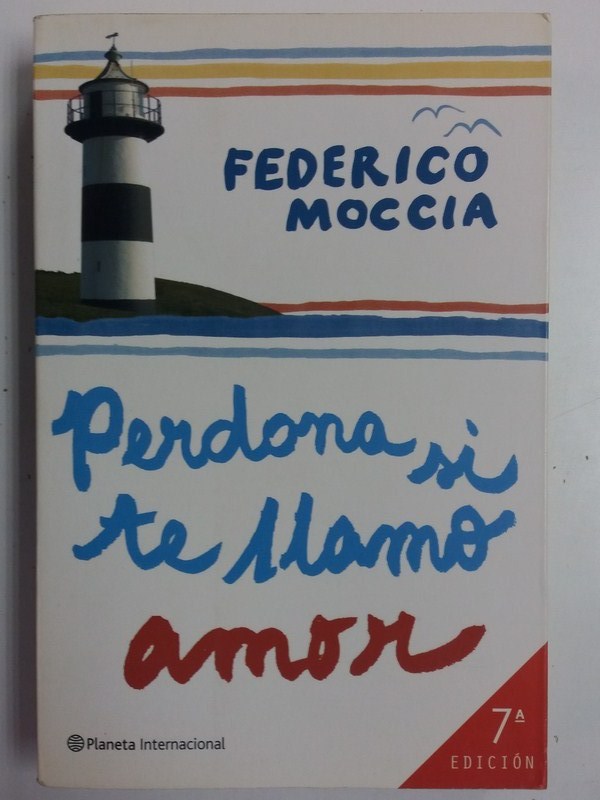 FEDERICO
MOCCIA
Perdona si
te llamo
amor
7ª
EDICIÓN
Planeta Internacional